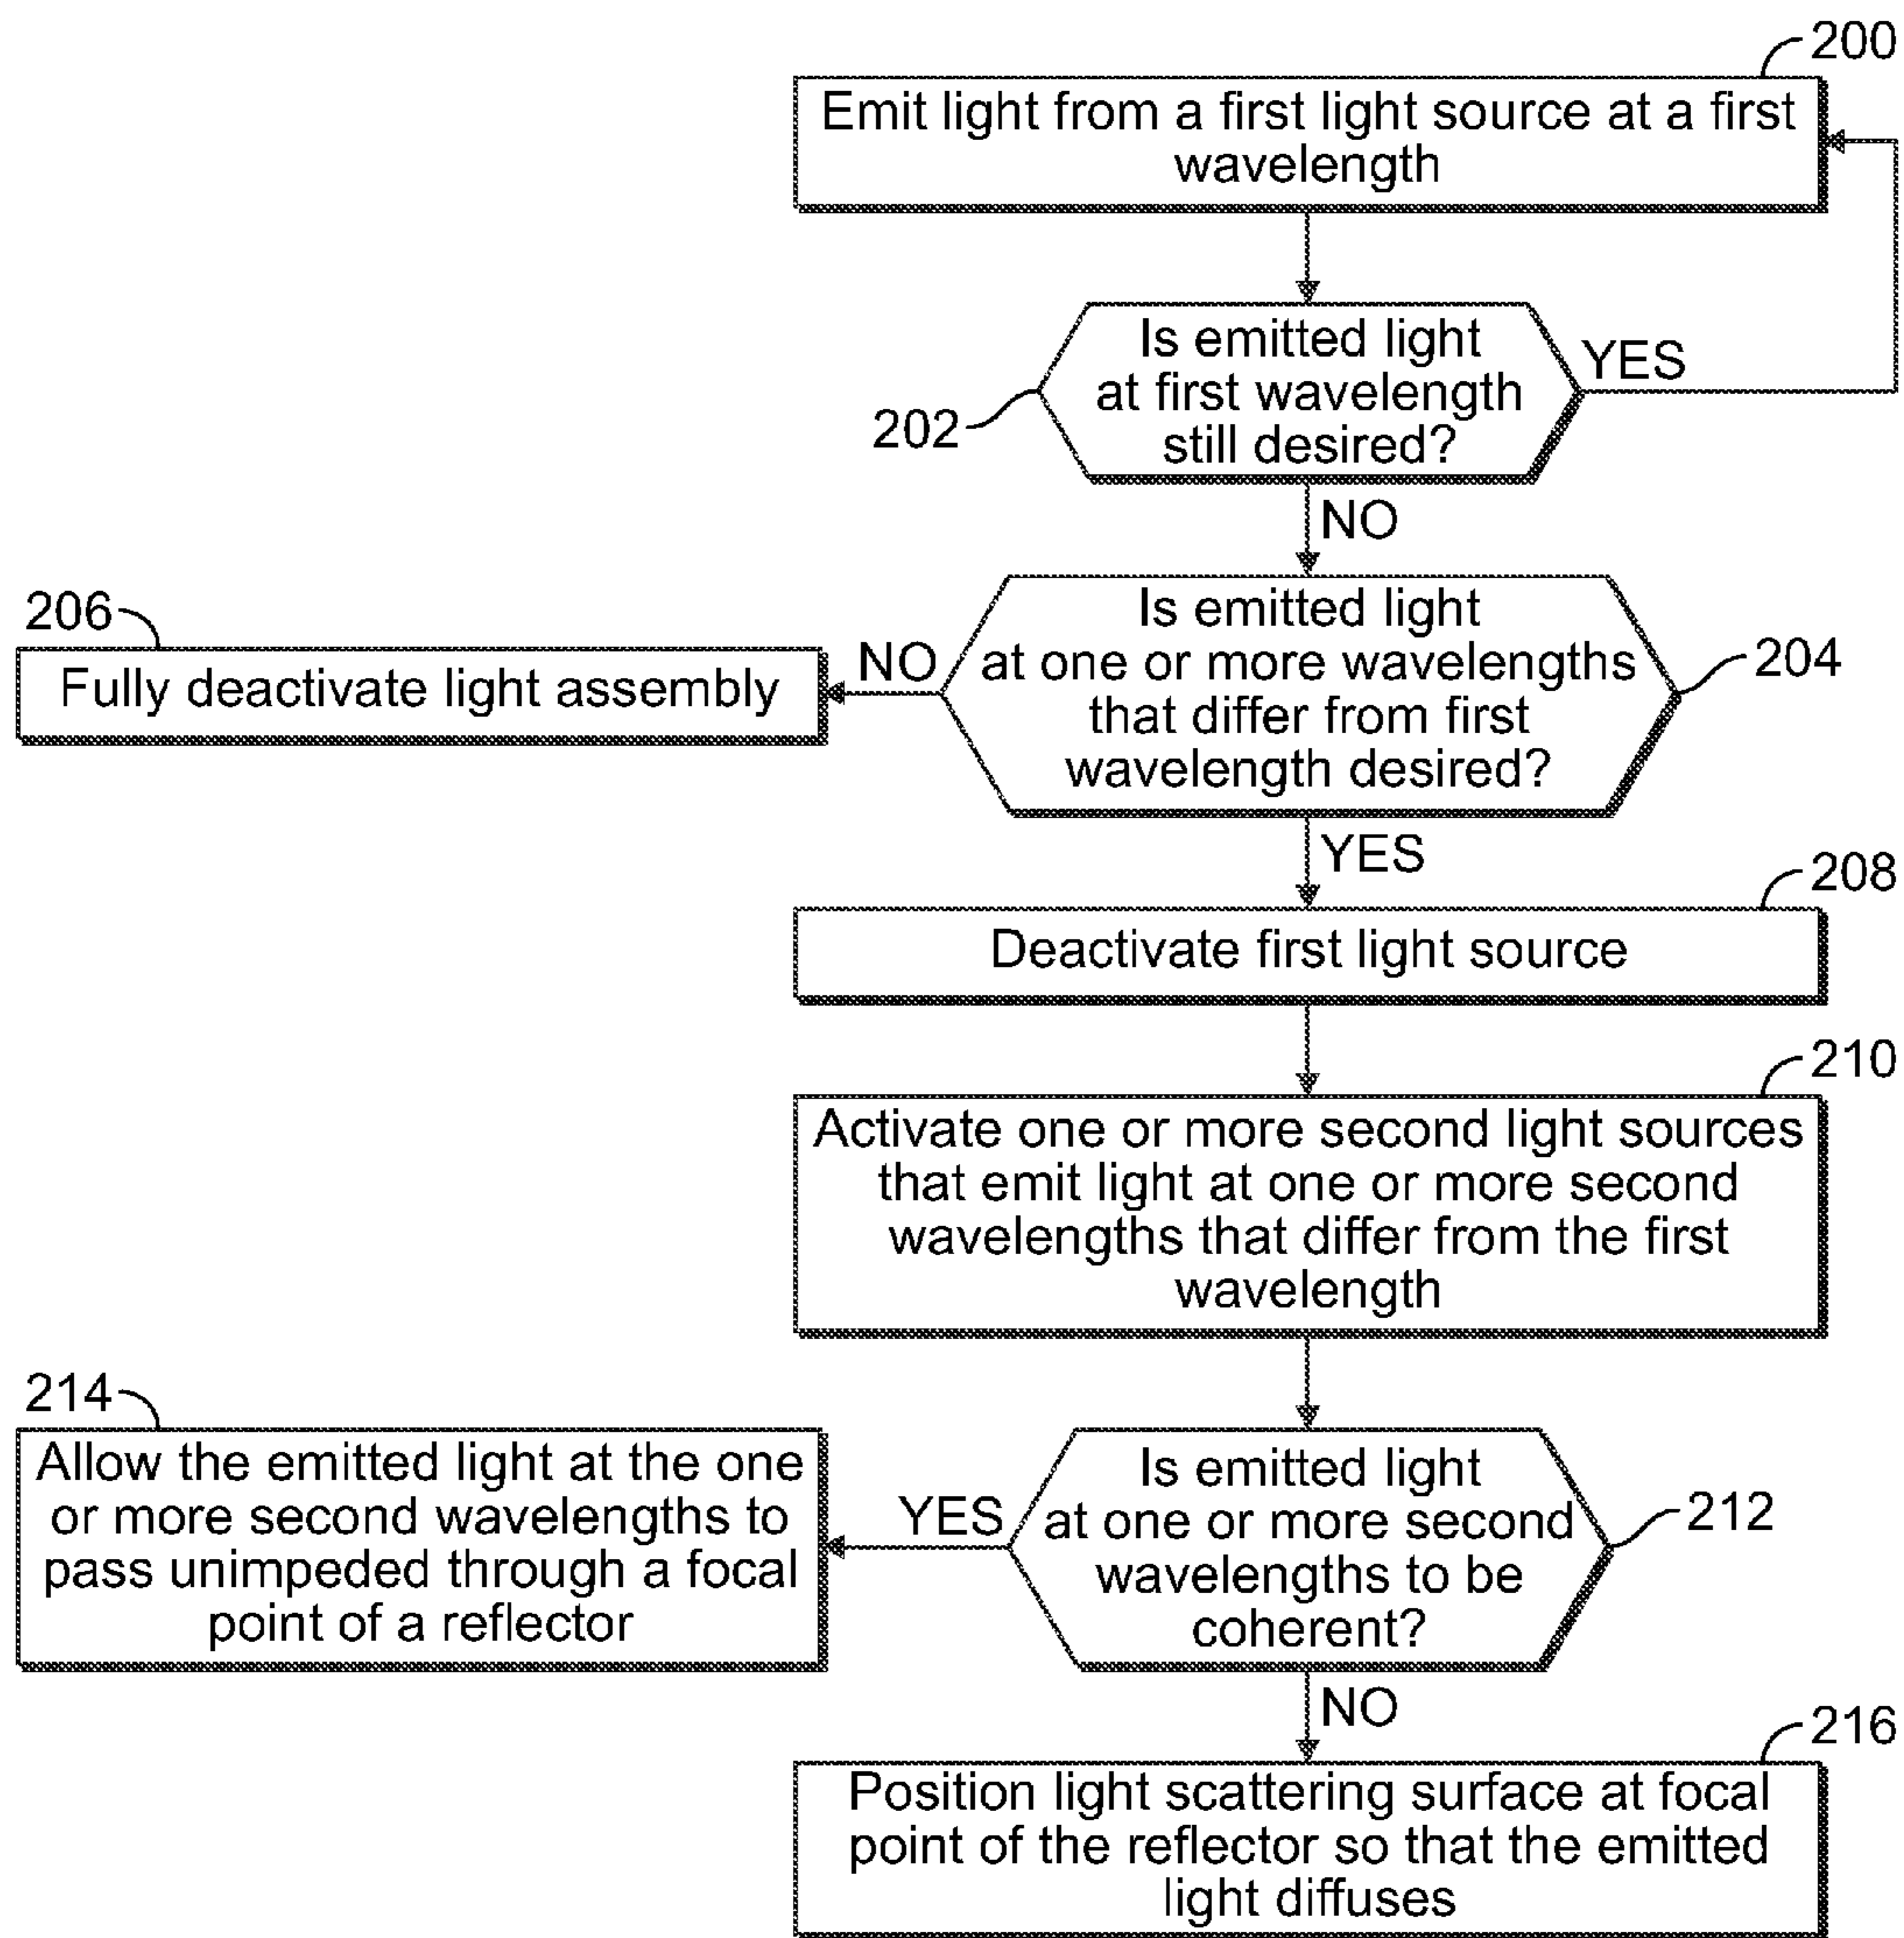 200
Emit light from a first light source at a first
wavelength
Is emitted light
at first wavelength
still desired?
YES
202
NO
206
Fully deactivate light assembly
NO
Is emitted light
at one or more wavelengths
that differ from first
wavelength desired?
204
YES
208
Deactivate first light source
210
Activate one or more second light sources
that emit light at one or more second
wavelengths that differ from the first
wavelength
214
Allow the emitted light at the one
or more second wavelengths to
pass unimpeded through a focal
point of a reflector
YES
Is emitted light
at one or more second
wavelengths to be
coherent?
212
NO
216
Position light scattering surface at focal
point of the reflector so that the emitted
light diffuses